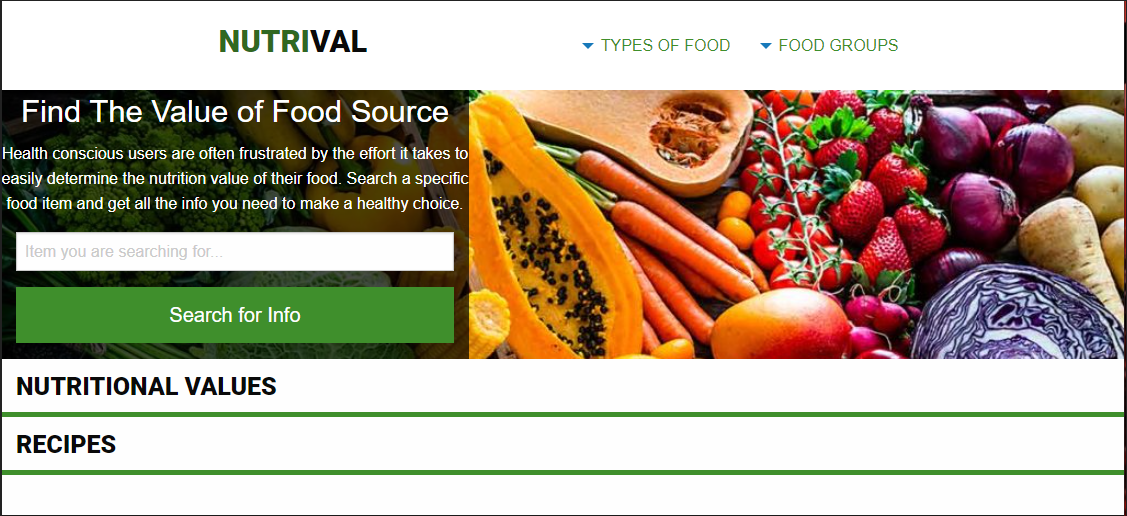 NUTRIVAL
TYPES OF FOOD
FOOD GROUPS
Find The Value of Food Source
Health conscious users are often frustrated by the effort it takes to
easily determine the nutrition value of their food. Search a specific
food item and get all the info you need to make a healthy choice.
Item you are searching for...
Search for Info
NUTRITIONAL VALUES
RECIPES